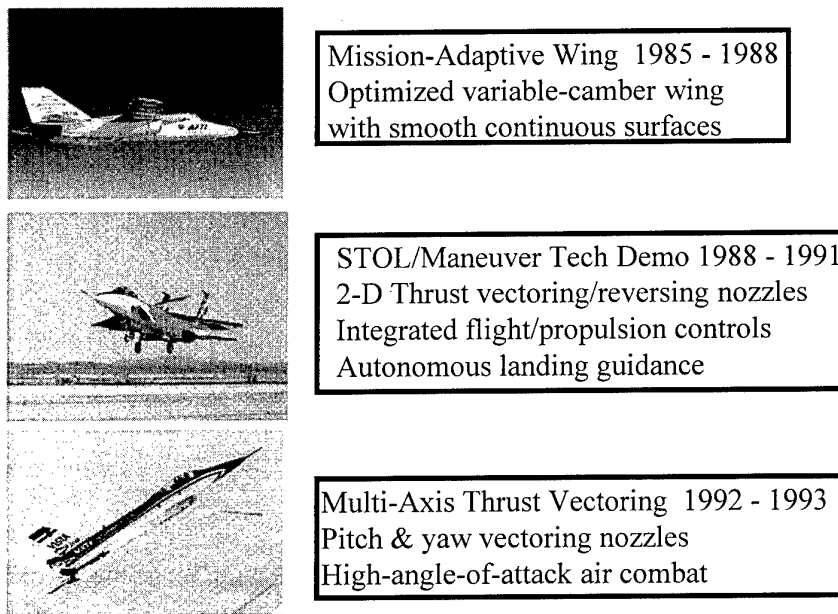 Mission-Adaptive Wing 1985 - 1988
Optimized variable-camber wing
with smooth continuous surfaces
STOL/Maneuver Tech Demo 1988 - 1991
2-D Thrust vectoring/reversing nozzles
Integrated flight/propulsion controls
Autonomous landing guidance
Multi-Axis Thrust Vectoring 1992 - 1993
Pitch & yaw vectoring nozzles
High-angle-of-attack air combat